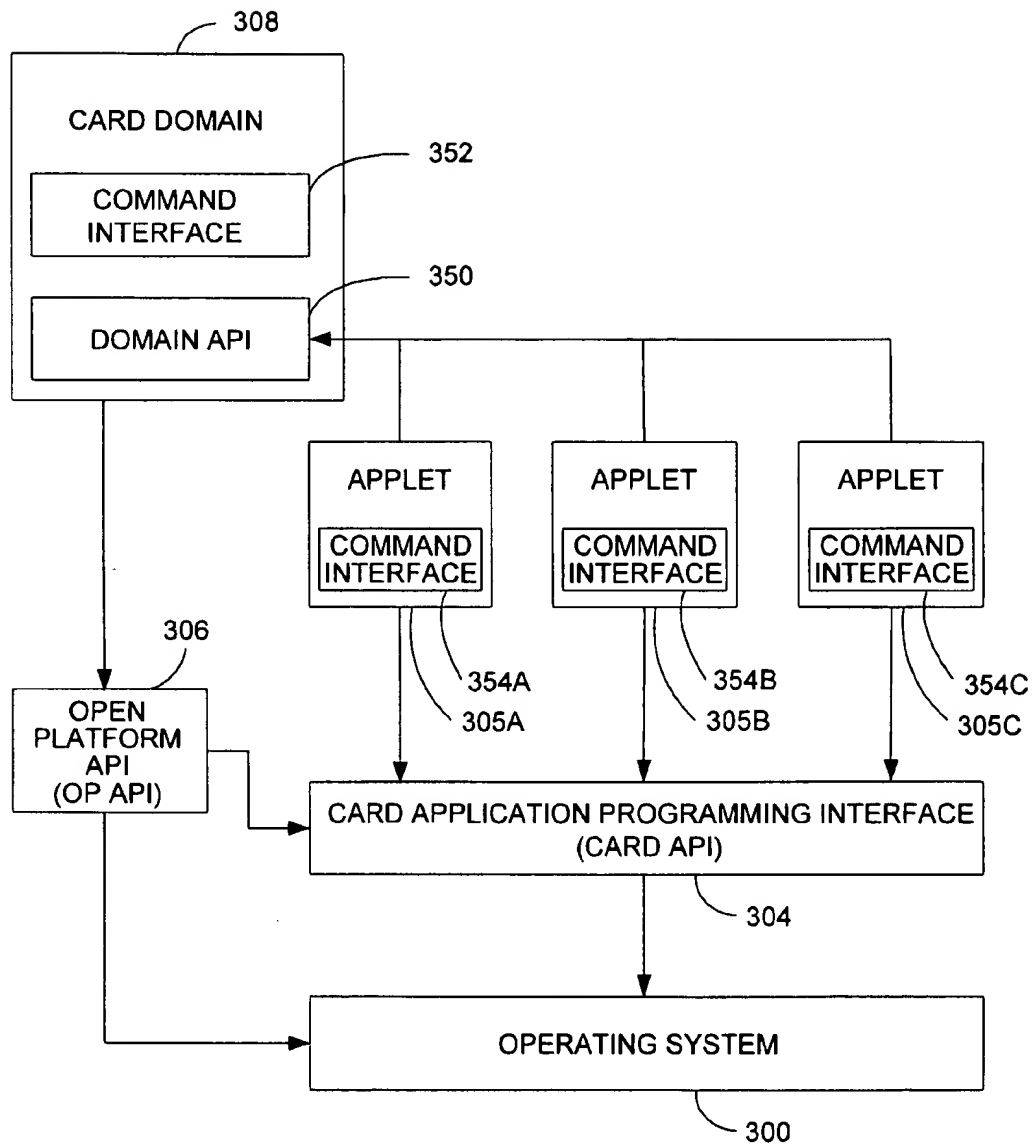 308
CARD DOMAIN
352
COMMAND
INTERFACE
350
DOMAIN API
APPLET
APPLET
APPLET
COMMAND
INTERFACE
COMMAND
INTERFACE
COMMAND
INTERFACE
306
354A
354B
354C
305A
305B
305C
OPEN
PLATFORM
API
(OP API)
CARD APPLICATION PROGRAMMING INTERFACE
(CARD API)
304
OPERATING SYSTEM
300